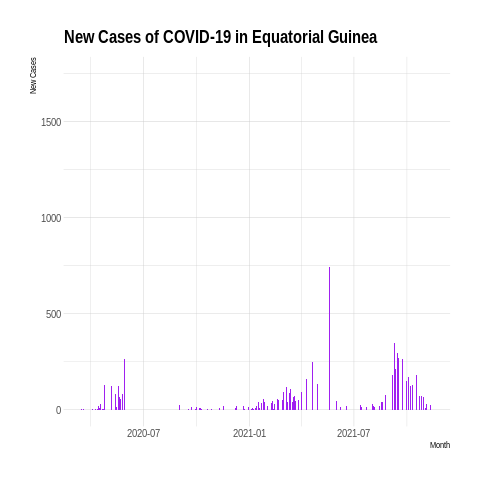 New Cases of COVID-19 in Equatorial Guinea
New Cases
1500
1000
500
0
2020-07
2021-01
2021-07
Month